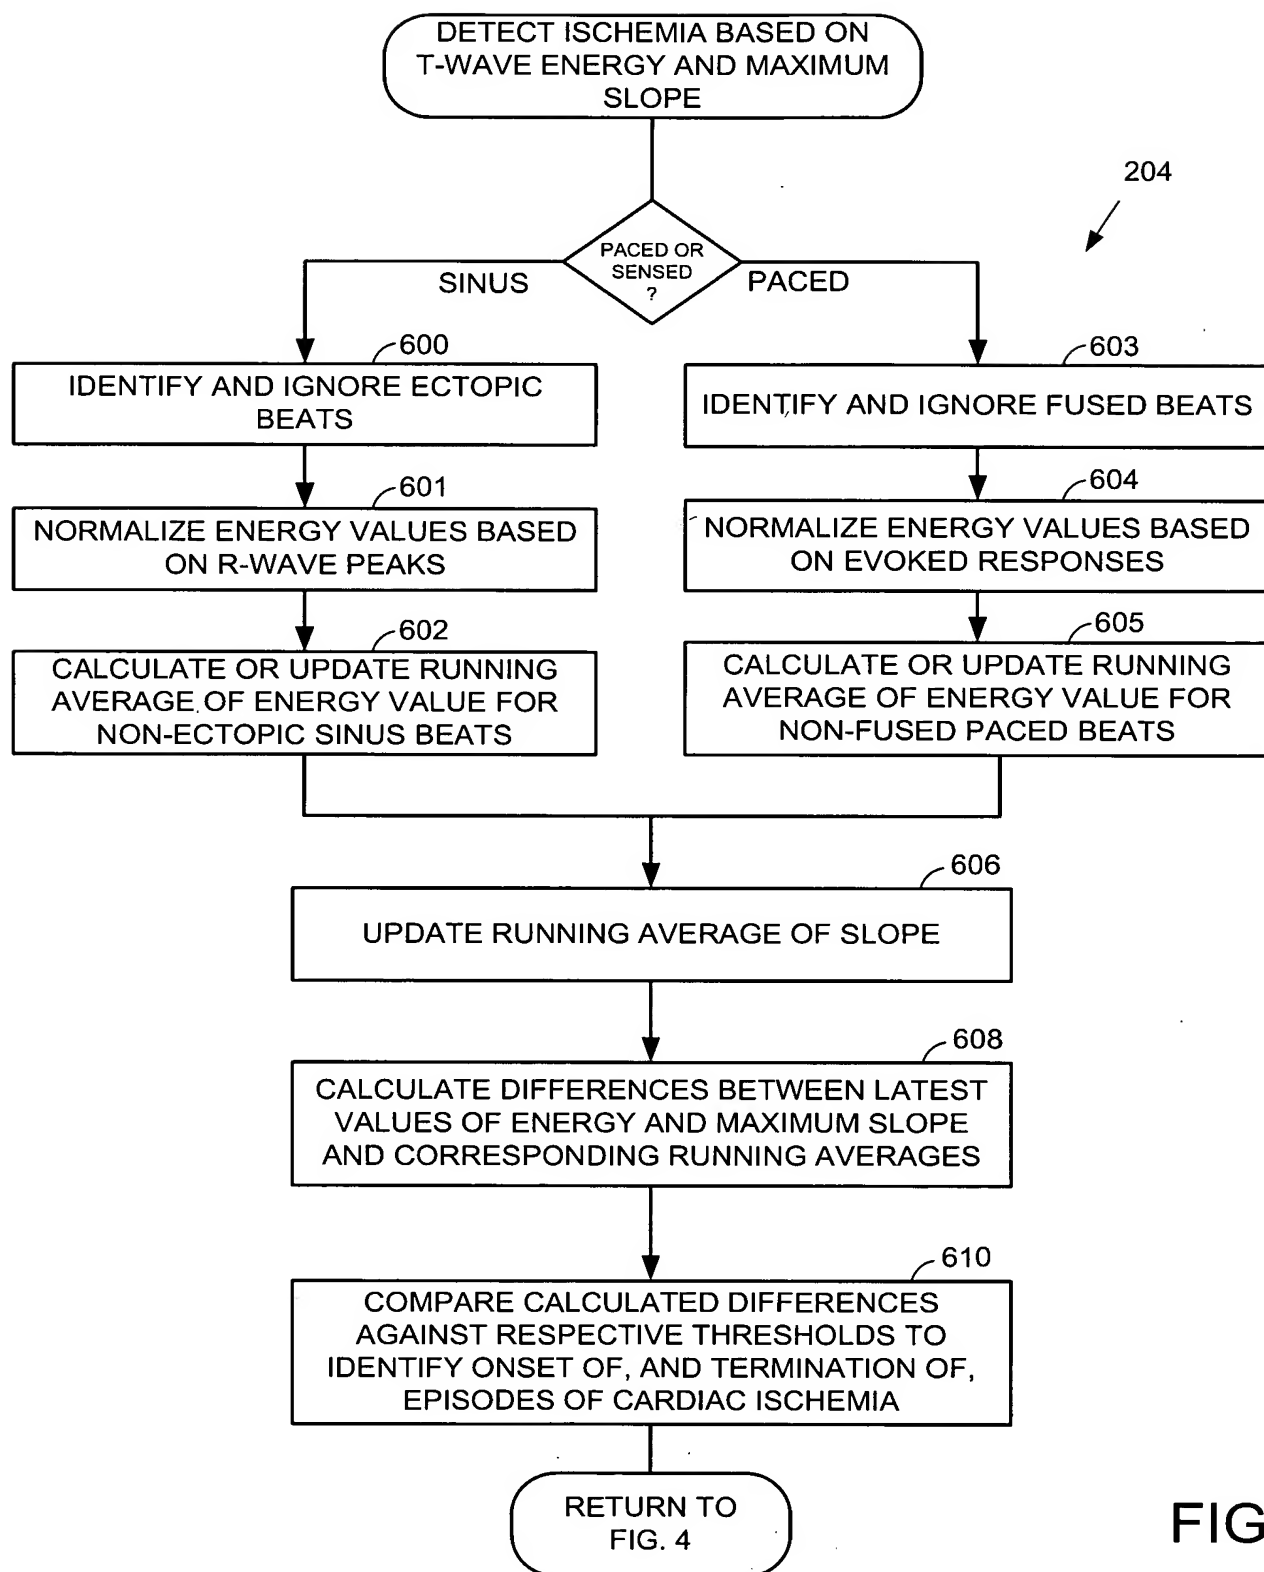 DETECT ISCHEMIA BASED ON
T-WAVE ENERGY AND MAXIMUM
SLOPE
204
PACED OR
SENSED
?
SINUS
PACED
600
IDENTIFY AND IGNORE ECTOPIC
BEATS
603
IDENTIFY AND IGNORE FUSED BEATS
601
NORMALIZE ENERGY VALUES BASED
ON R-WAVE PEAKS
604
NORMALIZE ENERGY VALUES BASED
ON EVOKED RESPONSES
602
CALCULATE OR UPDATE RUNNING
AVERAGE OF ENERGY VALUE FOR
NON-ECTOPIC SINUS BEATS
605
CALCULATE OR UPDATE RUNNING
AVERAGE OF ENERGY VALUE FOR
NON-FUSED PACED BEATS
606
UPDATE RUNNING AVERAGE OF SLOPE
608
CALCULATE DIFFERENCES BETWEEN LATEST
VALUES OF ENERGY AND MAXIMUM SLOPE
AND CORRESPONDING RUNNING AVERAGES
610
COMPARE CALCULATED DIFFERENCES
AGAINST RESPECTIVE THRESHOLDS TO
IDENTIFY ONSET OF, AND TERMINATION OF,
EPISODES OF CARDIAC ISCHEMIA
RETURN TO
FIG. 4
FIG